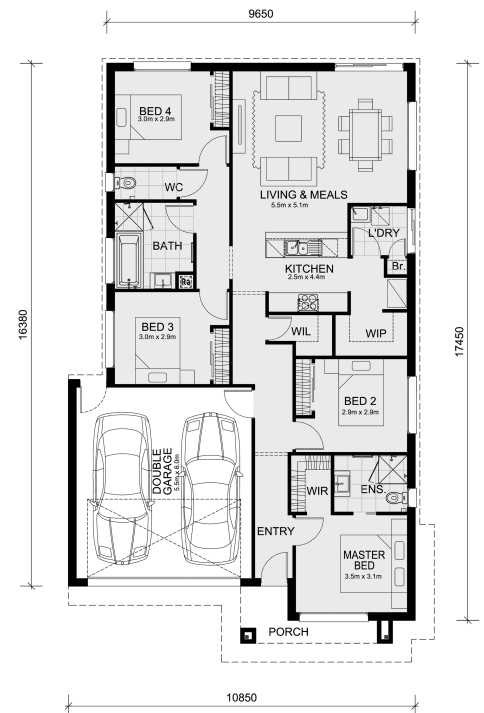 9650
BED 4
3.0m x 2.9m
WC
LIVING & MEALS
5.5m x 5.1m
L'DRY
BATH
Br.
KITCHEN
2.5m x 4.4m
16380
17450
BED 3
3.0m x 2.9m
WIL
WIP
BED 2
2.9m x 2.9m
DOUBLE
GARAGE
5.5m x 6.0m
WIR
ENS
ENTRY
MASTER
BED
3.5m x 3.1m
PORCH
10850